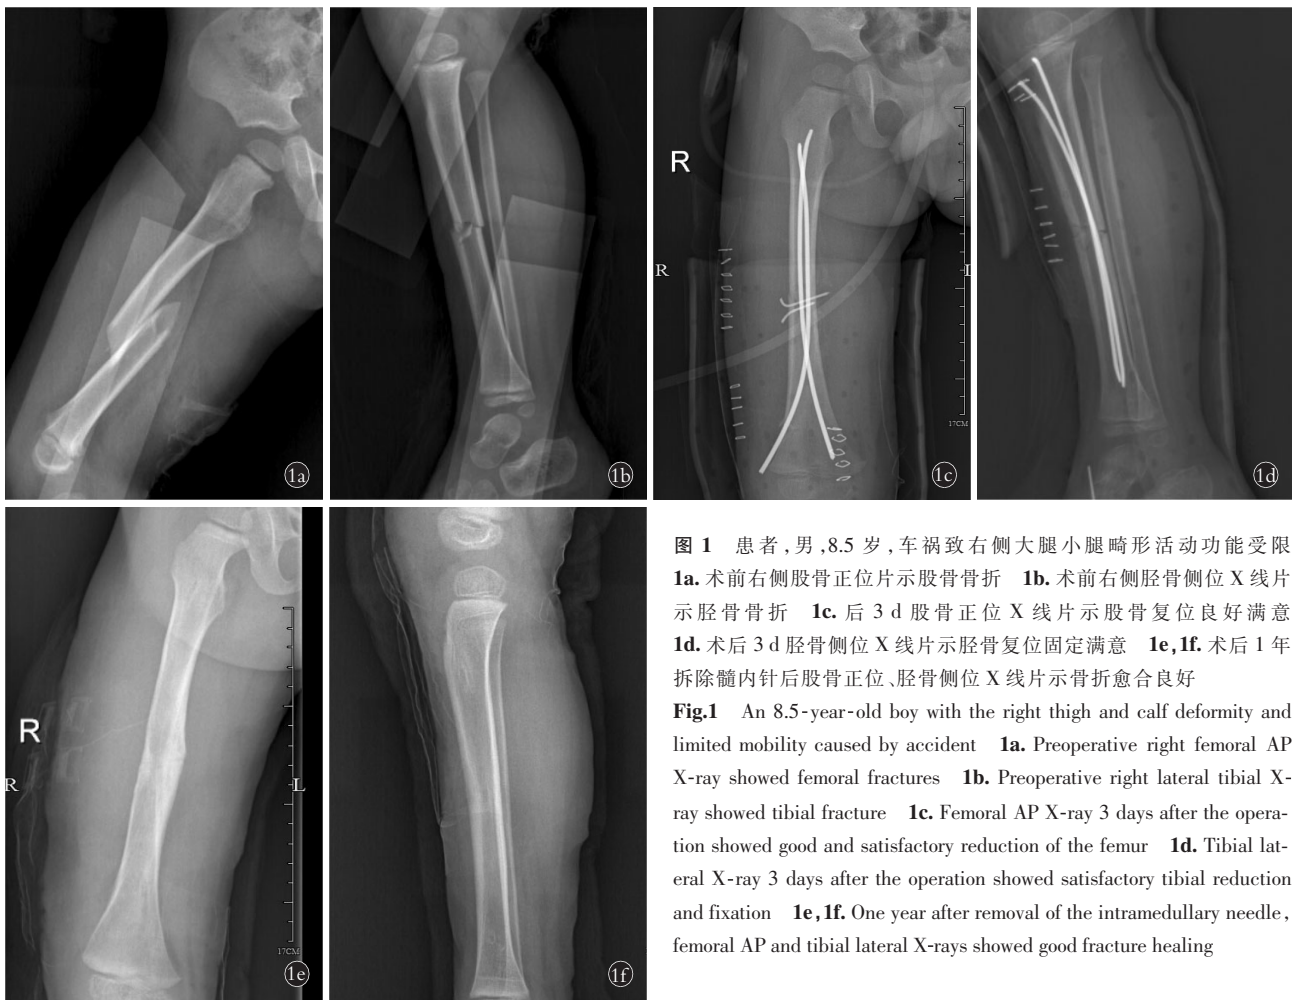 1a
1b
R
R
L
17CM
1c
1d
R
R
L
17CM
1e
1f
图 1 患者,男,8.5 岁,车祸致右侧大腿小腿畸形活动功能受限
1a. 术前右侧股骨正位片示股骨骨折 1b. 术前右侧胫骨侧位 X 线片
示胫骨骨折 1c. 后 3 d 股骨正位 X 线片示股骨复位良好满意
1d. 术后 3 d 胫骨侧位 X 线片示胫骨复位固定满意 1e,1f. 术后 1 年
拆除髓内针后股骨正位、胫骨侧位 X 线片示骨折愈合良好
Fig.1 An 8.5-year-old boy with the right thigh and calf deformity and
limited mobility caused by accident 1a. Preoperative right femoral AP
X-ray showed femoral fractures 1b. Preoperative right lateral tibial X-
ray showed tibial fracture 1c. Femoral AP X-ray 3 days after the opera-
tion showed good and satisfactory reduction of the femur 1d. Tibial lat-
eral X-ray 3 days after the operation showed satisfactory tibial reduction
and fixation 1e,1f. One year after removal of the intramedullary needle,
femoral AP and tibial lateral X-rays showed good fracture healing